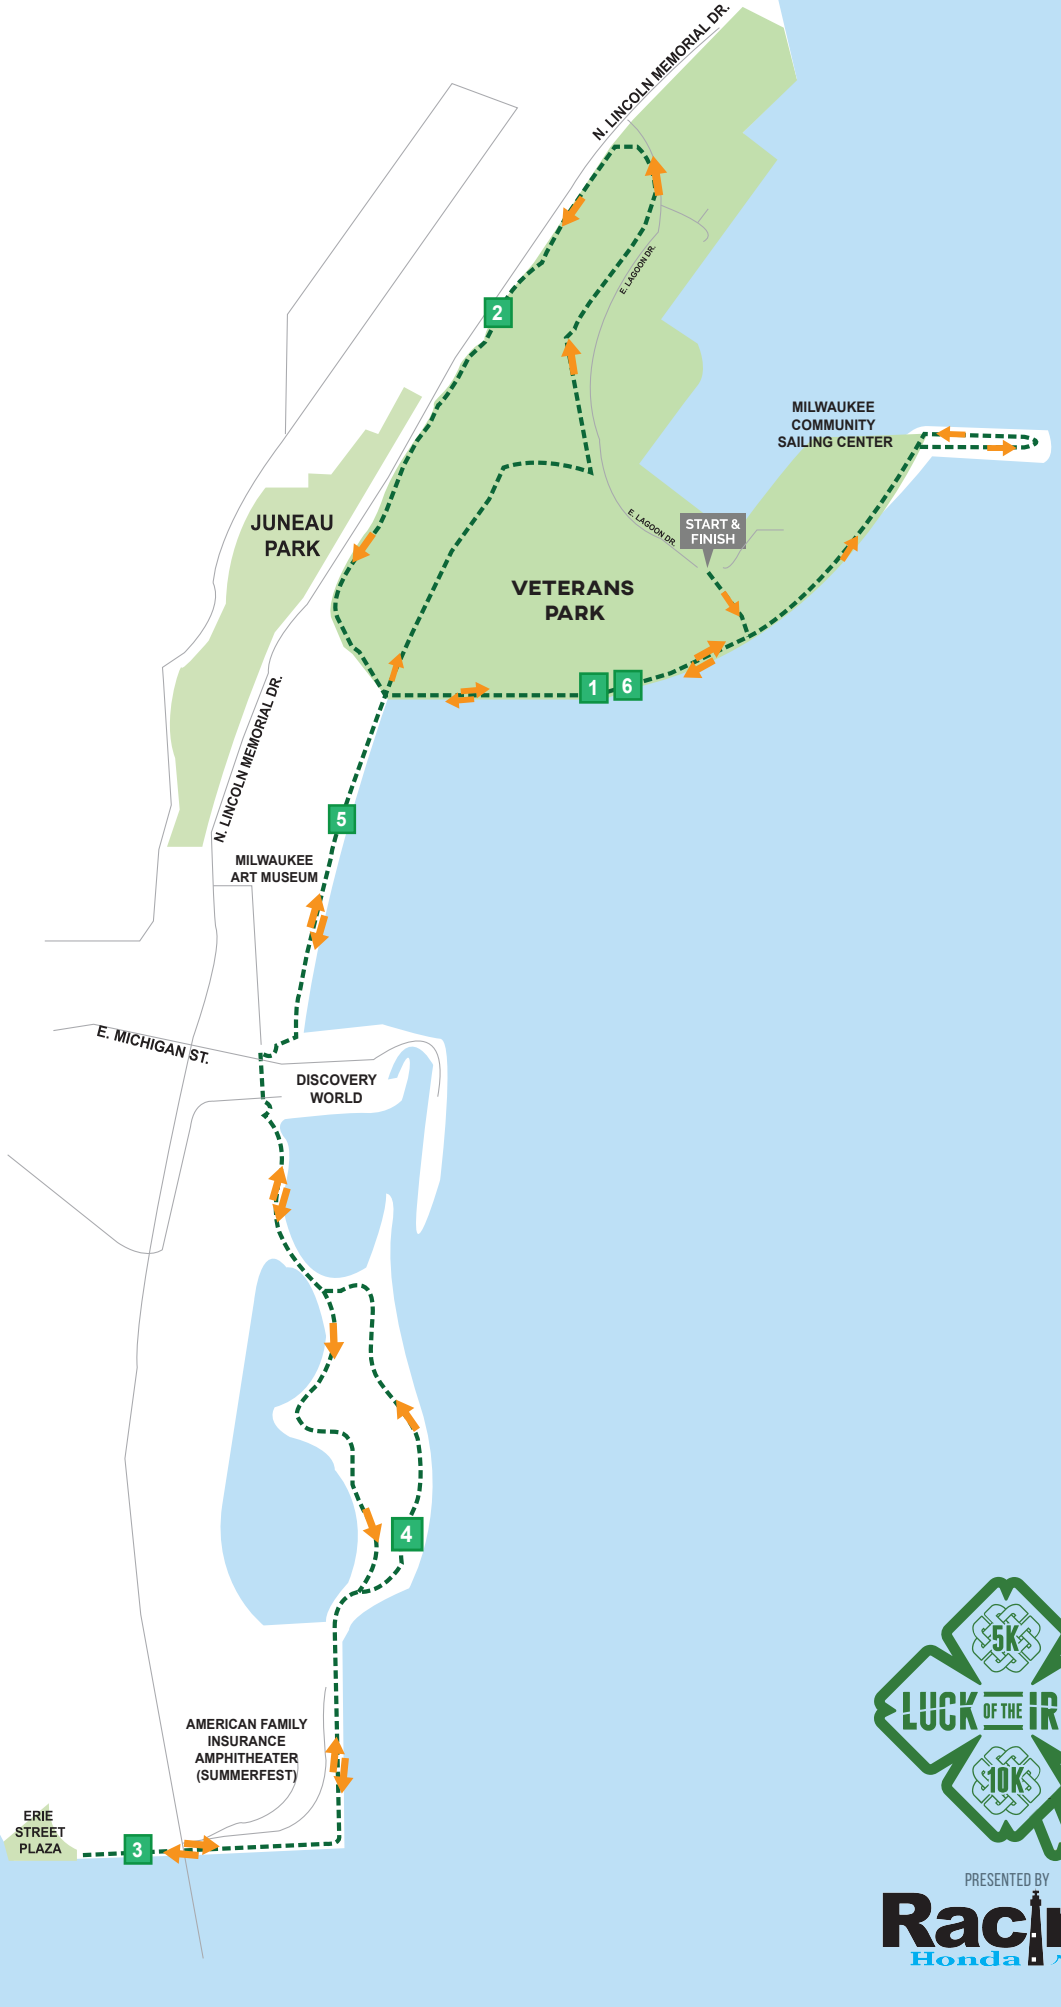 N. LINCOLN MEMORIAL DR.
E. LAGOON DR.
2
MILWAUKEE
COMMUNITY
SAILING CENTER
JUNEAU
PARK
E. LAGOON DR.
START &
FINISH
VETERANS
PARK
1
6
N. LINCOLN MEMORIAL DR.
5
MILWAUKEE
ART MUSEUM
E. MICHIGAN ST.
DISCOVERY
WORLD
4
5K
LUCK OF THE IR
10K
AMERICAN FAMILY
INSURANCE
AMPHITHEATER
(SUMMERFEST)
ERIE
STREET
PLAZA
3
PRESENTED BY
Racin
Honda